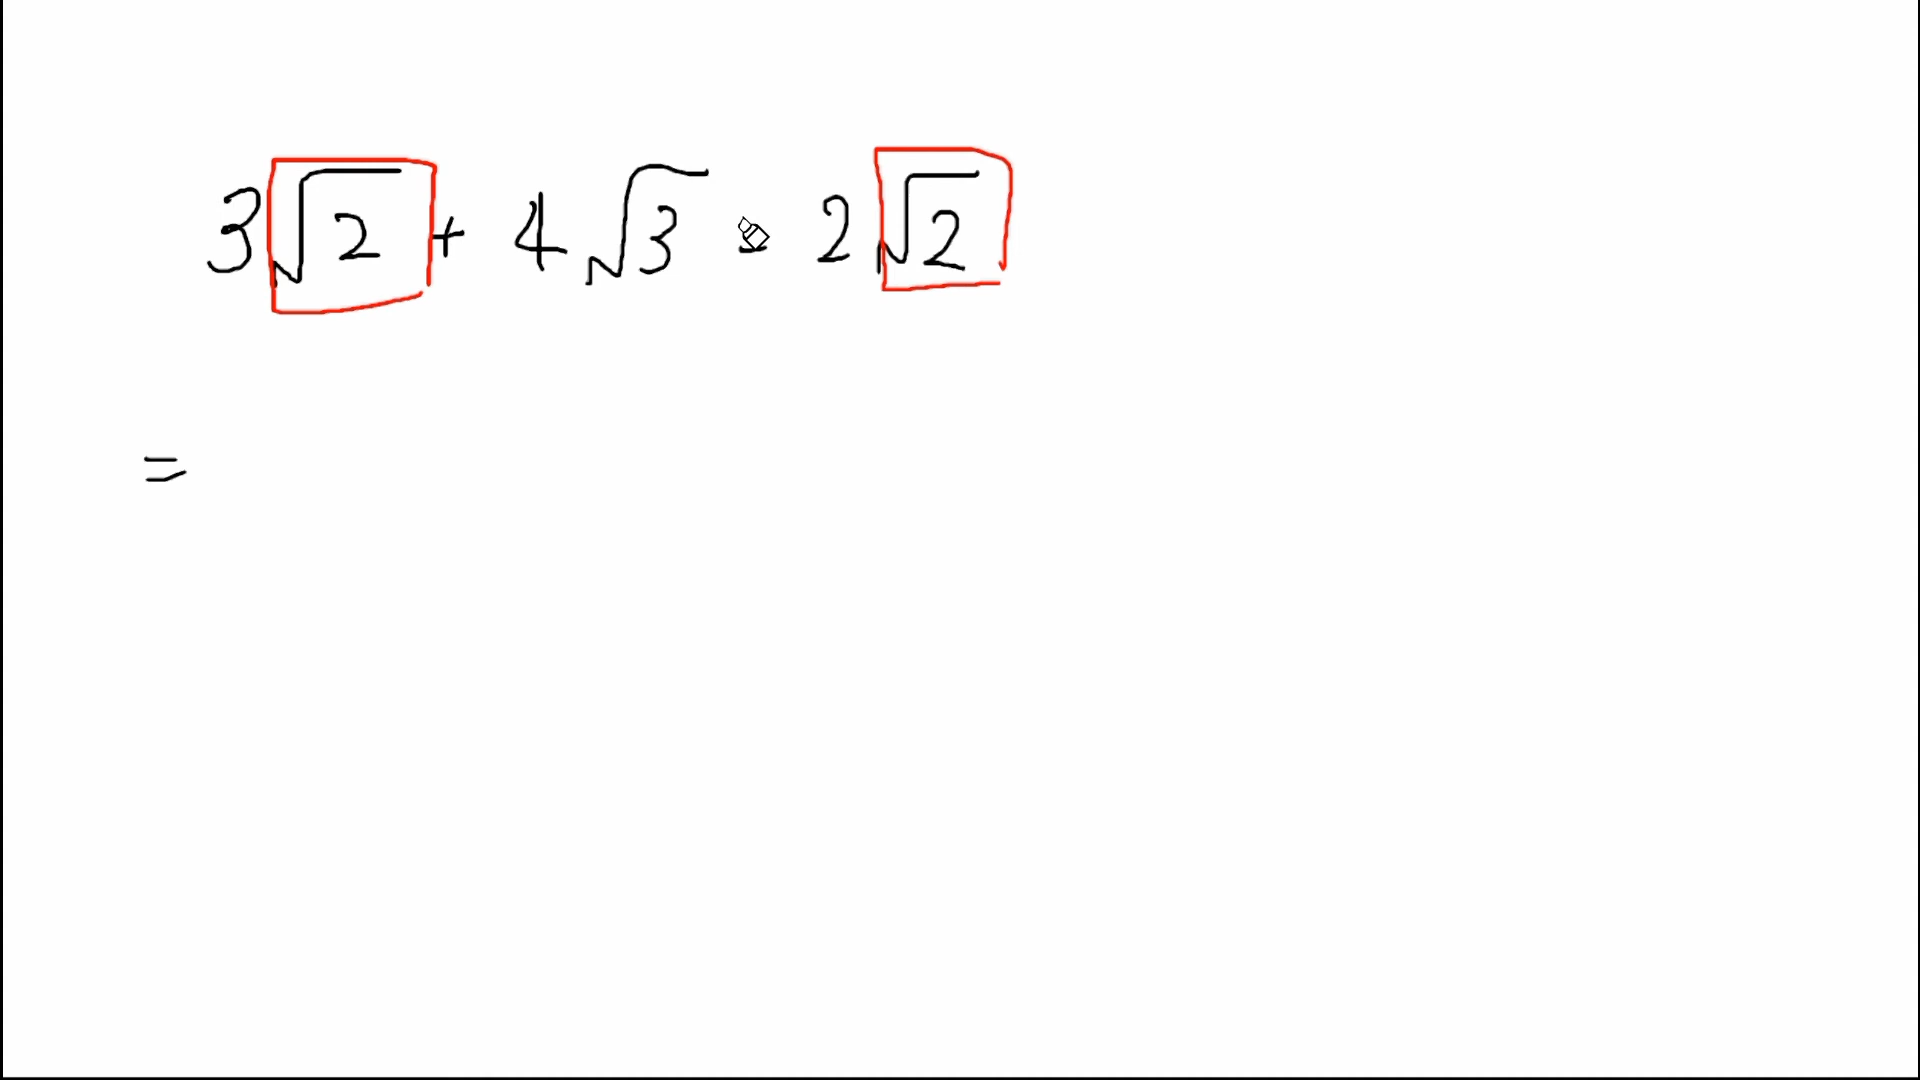 3√2 + 4√3 2√2
=